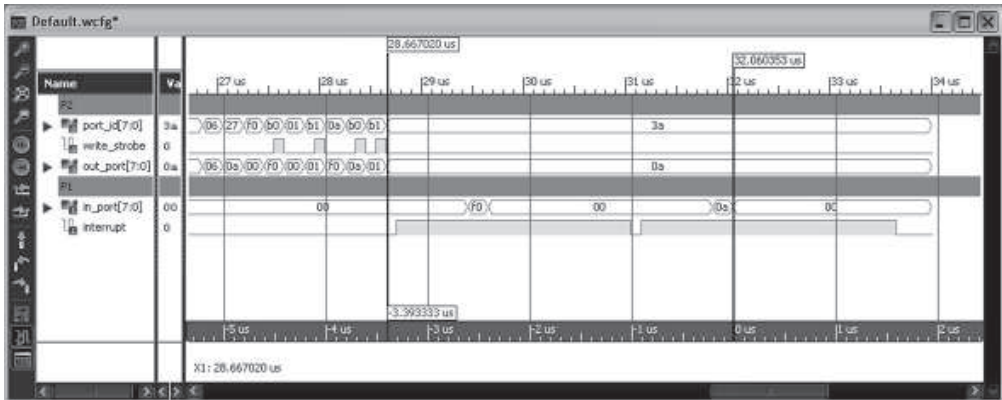 Default.wcfg*
28.667020 us
32.060353 us
Name Va 27 us 28 us 29 us 30 us 31 us 32 us 33 us 34 us
P2
port_id[7:0] 3a 06 27 f0 b0 01 b1 0a b0 b1 3a
write_strobe 0
out_port[7:0] 0a 06 0a 00 f0 00 01 f0 0a 01 0a
P1
in_port[7:0] 00 00 f0 00 0a 00
interrupt 0
-3.393333 us
-5 us -4 us -3 us -2 us -1 us 0 us 1 us 2 us
X1: 28.667020 us